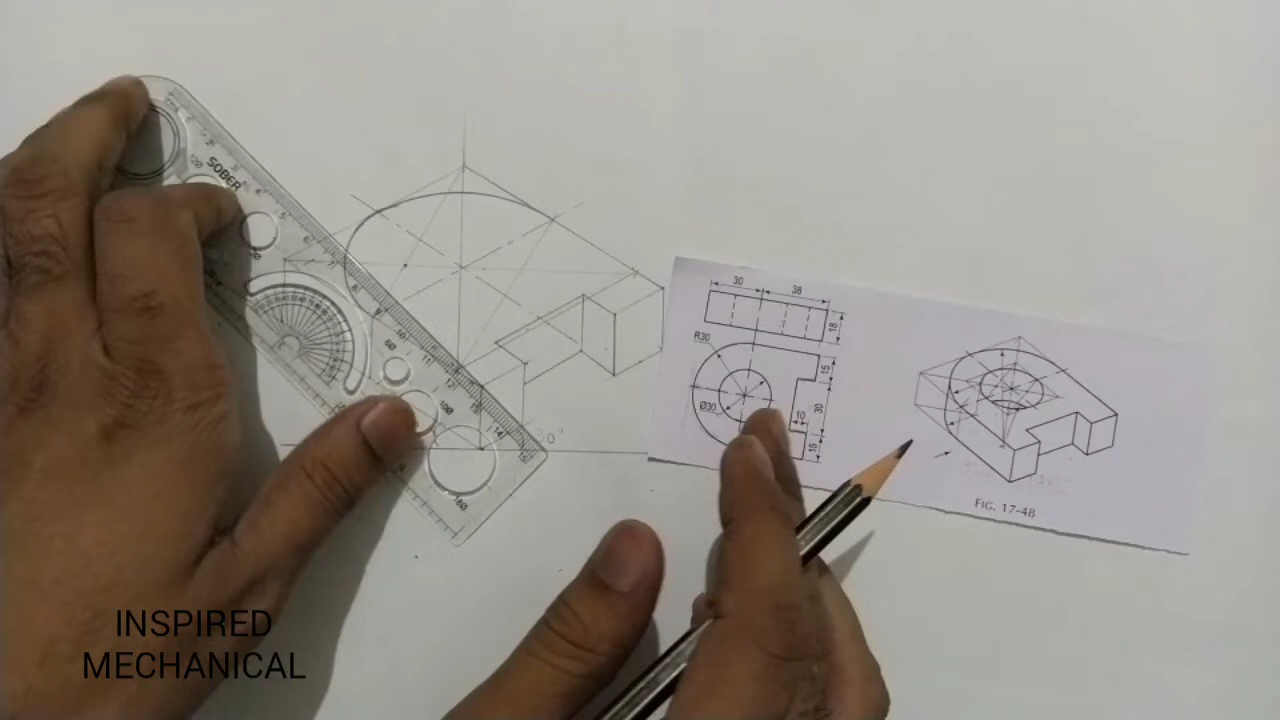 SOBER
30
38
18
R30
15
Ø30
10
30
15
FIG. 17-48
INSPIRED
MECHANICAL